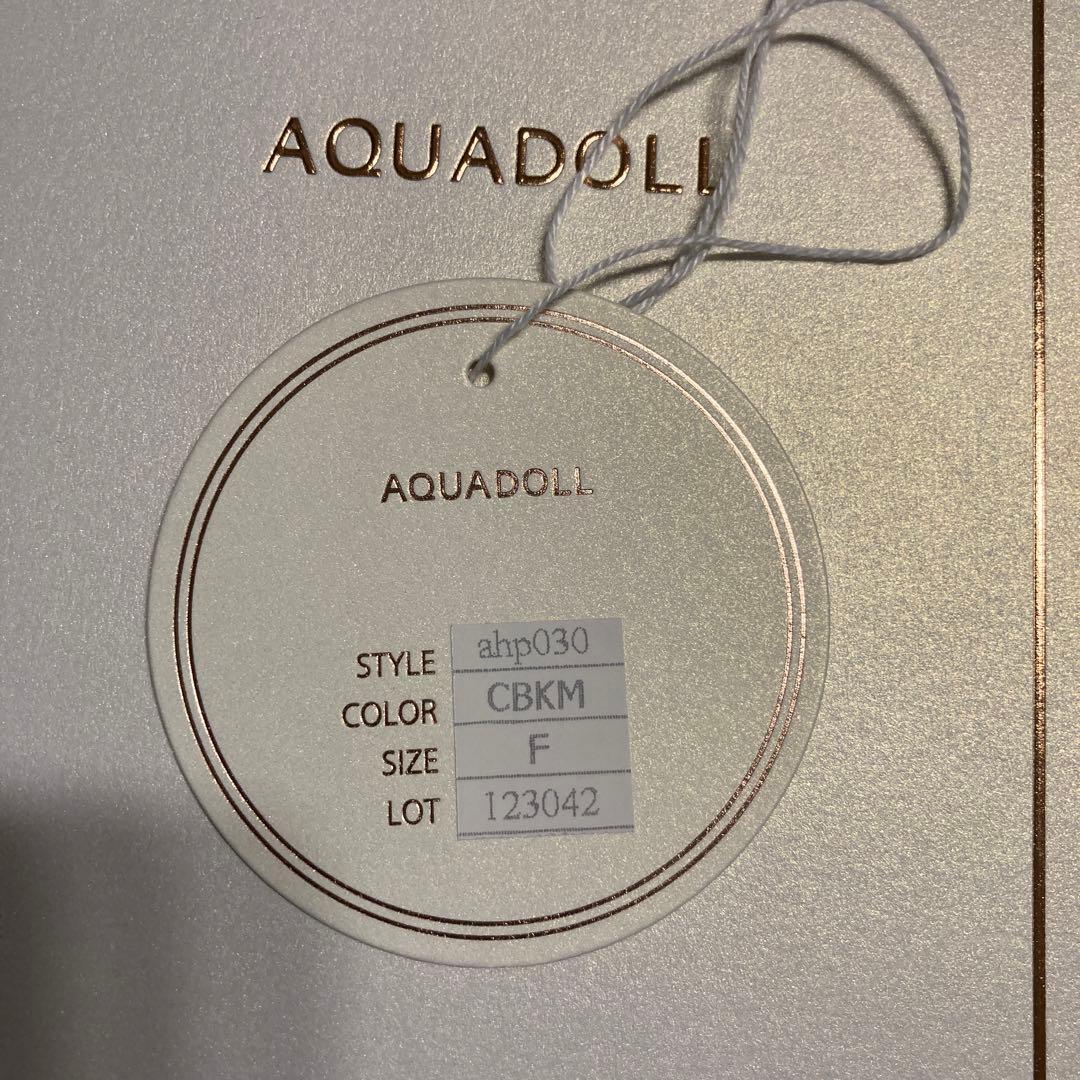 AQUADOLL
AQUADOLL
STYLE ahp030
COLOR CBKM
SIZE F
LOT 123042